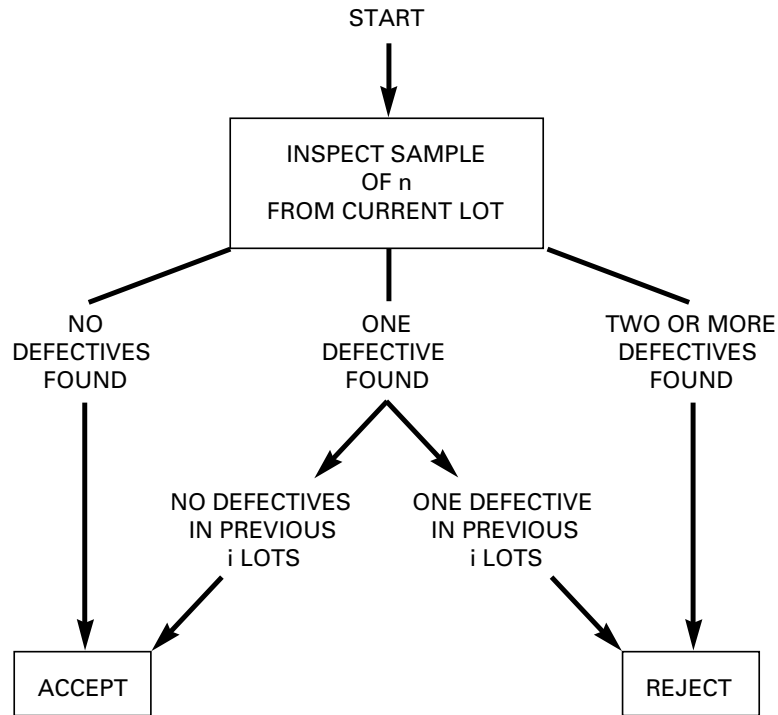 START
INSPECT SAMPLE
OF n
FROM CURRENT LOT
NO
DEFECTIVES
FOUND
ONE
DEFECTIVE
FOUND
TWO OR MORE
DEFECTIVES
FOUND
NO DEFECTIVES
IN PREVIOUS
i LOTS
ONE DEFECTIVE
IN PREVIOUS
i LOTS
ACCEPT
REJECT